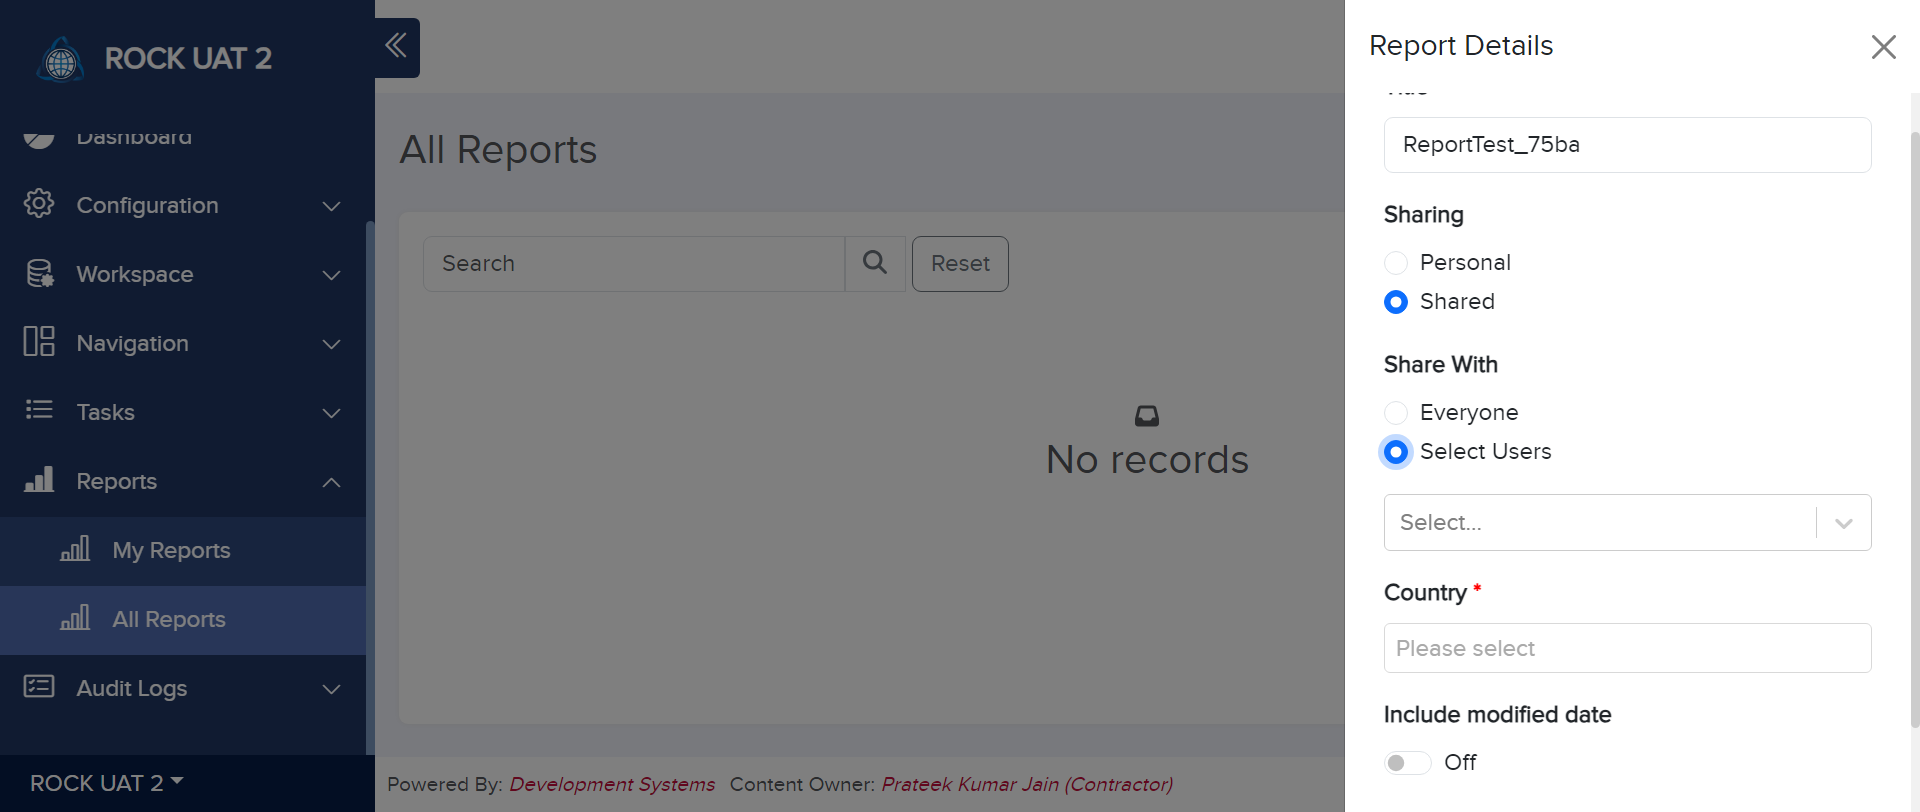 ROCK UAT 2
Dashboard
Configuration
Workspace
Navigation
Tasks
Reports
My Reports
All Reports
Audit Logs
ROCK UAT 2
All Reports
Search
Reset
No records
Powered By: Development Systems Content Owner: Prateek Kumar Jain (Contractor)
Report Details
ReportTest_75ba
Sharing
Personal
Shared
Share With
Everyone
Select Users
Select...
Country *
Please select
Include modified date
Off